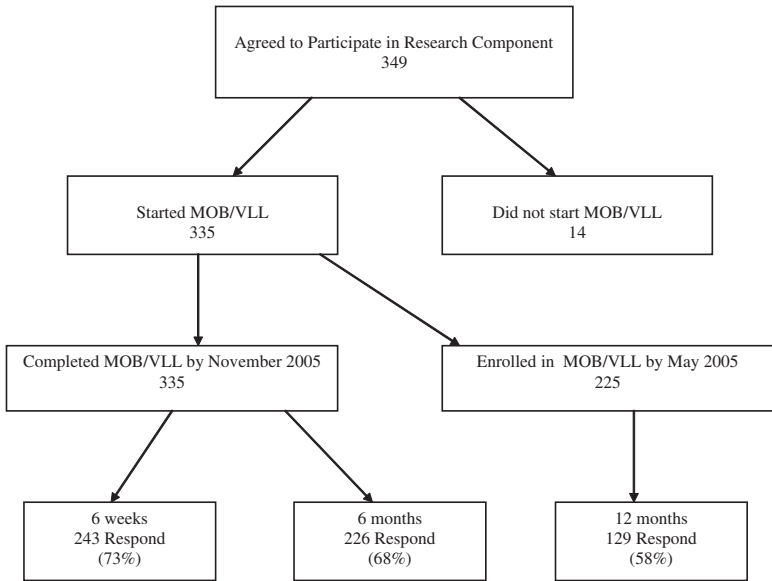 Agreed to Participate in Research Component
349
Started MOB/VLL
335
Did not start MOB/VLL
14
Completed MOB/VLL by November 2005
335
Enrolled in MOB/VLL by May 2005
225
6 weeks
243 Respond
(73%)
6 months
226 Respond
(68%)
12 months
129 Respond
(58%)